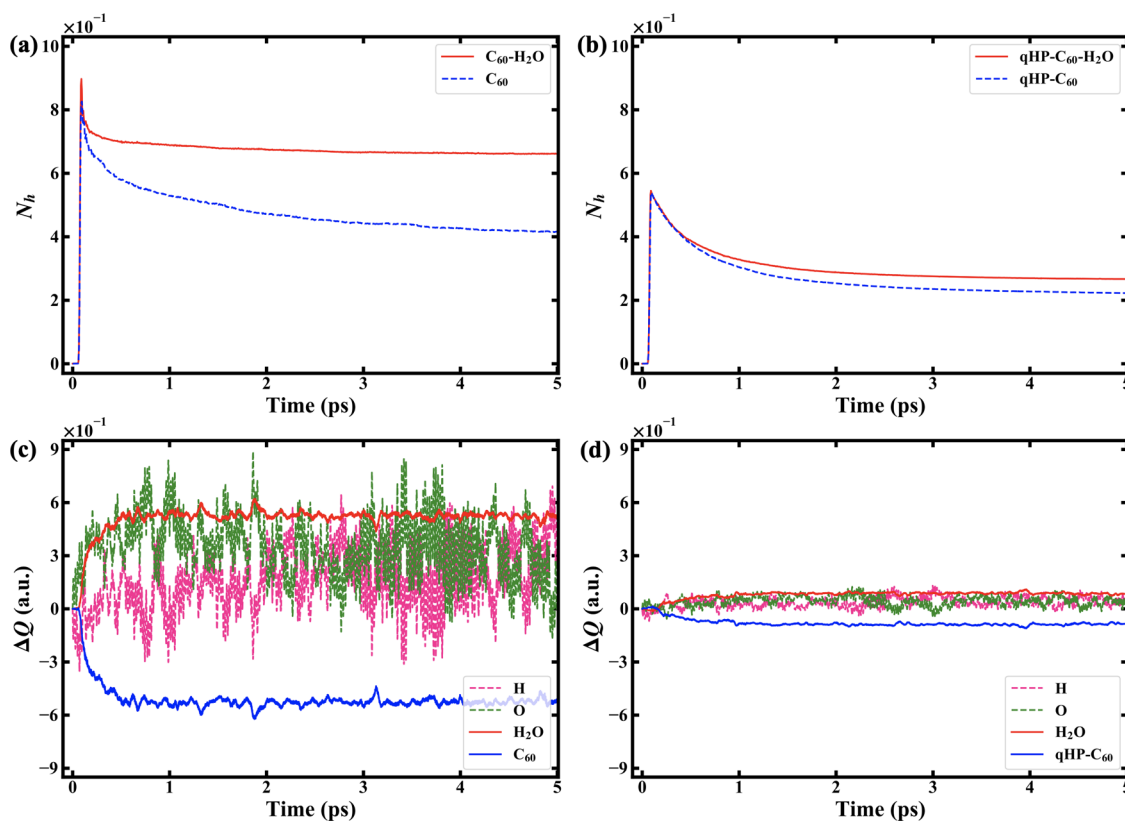 ×10⁻¹
(a)
C₆₀-H₂O
C₆₀
10
8
6
4
2
0
Nₕ
0 1 2 3 4 5
Time (ps)
×10⁻¹
(b)
qHP-C₆₀-H₂O
qHP-C₆₀
10
8
6
4
2
0
Nₕ
0 1 2 3 4 5
Time (ps)
×10⁻¹
(c)
9
6
3
0
−3
−6
−9
ΔQ (a.u.)
H
O
H₂O
C₆₀
0 1 2 3 4 5
Time (ps)
×10⁻¹
(d)
9
6
3
0
−3
−6
−9
ΔQ (a.u.)
H
O
H₂O
qHP-C₆₀
0 1 2 3 4 5
Time (ps)